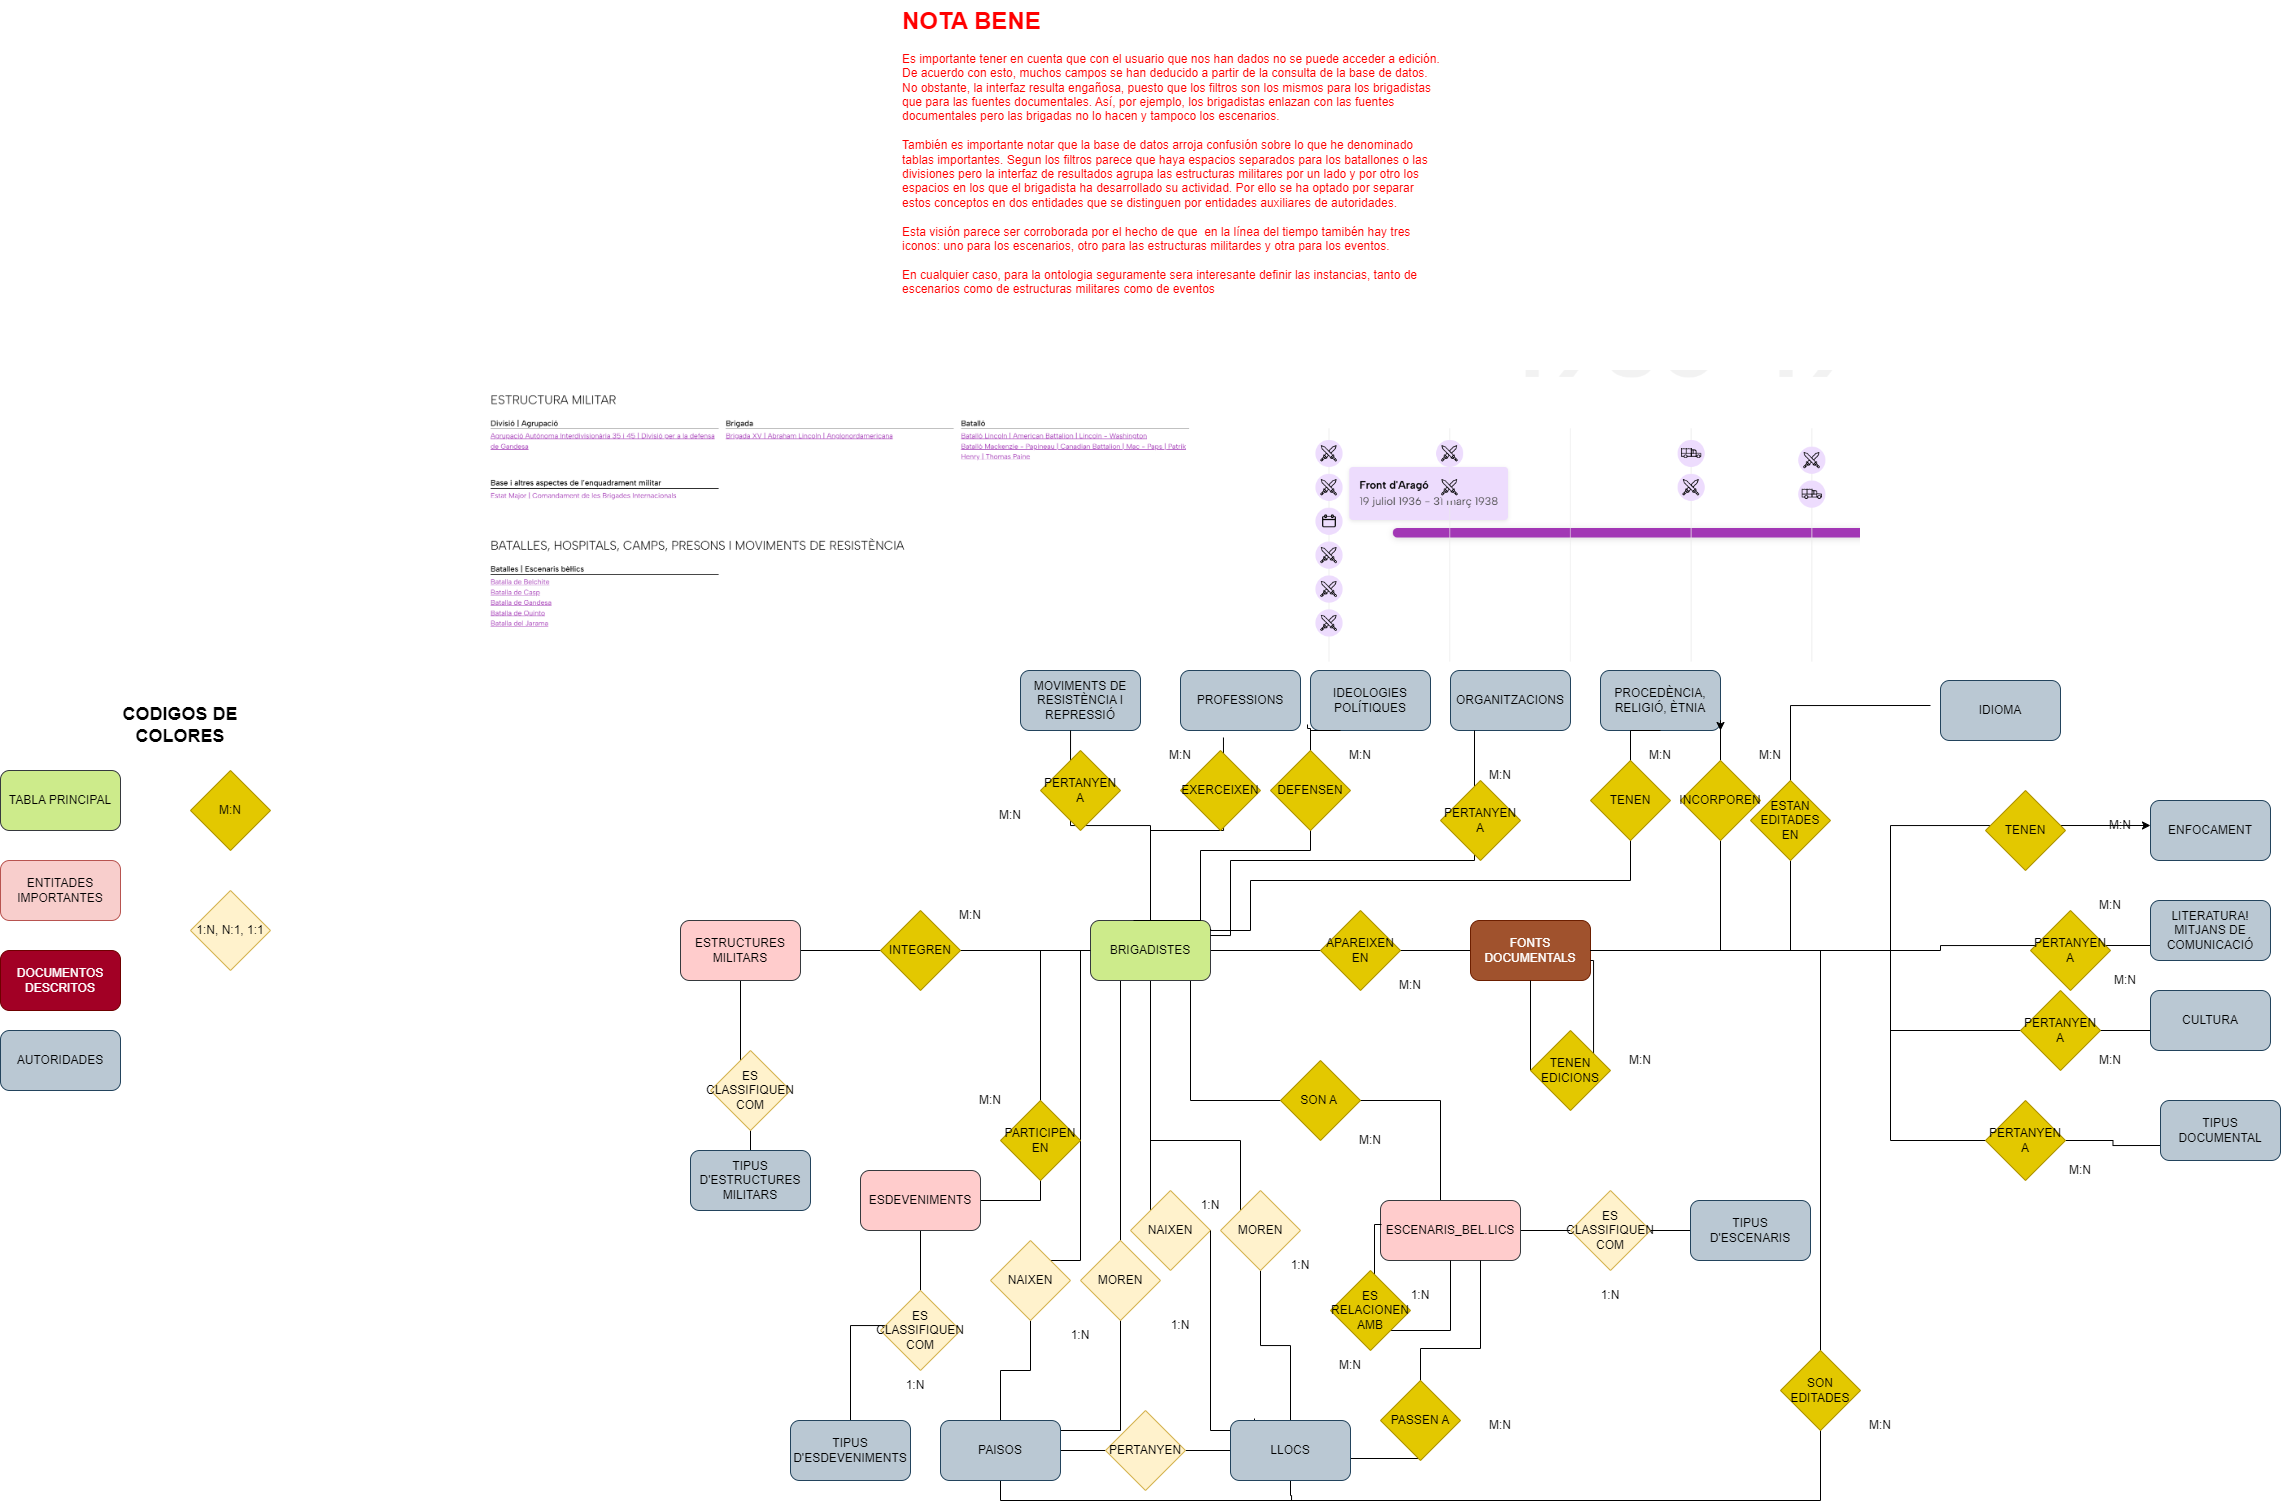 NOTA BENE
Es importante tener en cuenta que con el usuario que nos han dados no se puede acceder a edición.
De acuerdo con esto, muchos campos se han deducido a partir de la consulta de la base de datos.
No obstante, la interfaz resulta engañosa, puesto que los filtros son los mismos para los brigadistas
que para las fuentes documentales. Así, por ejemplo, los brigadistas enlazan con las fuentes
documentales pero las brigadas no lo hacen y tampoco los escenarios.
También es importante notar que la base de datos arroja confusión sobre lo que he denominado
tablas importantes. Segun los filtros parece que haya espacios separados para los batallones o las
divisiones pero la interfaz de resultados agrupa las estructuras militares por un lado y por otro los
espacios en los que el brigadista ha desarrollado su actividad. Por ello se ha optado por separar
estos conceptos en dos entidades que se distinguen por entidades auxiliares de autoridades.
Esta visión parece ser corroborada por el hecho de que  en la línea del tiempo tamibén hay tres
iconos: uno para los escenarios, otro para las estructuras militardes y otra para los eventos.
En cualquier caso, para la ontologia seguramente sera interesante definir las instancias, tanto de
escenarios como de estructuras militares como de eventos
ESTRUCTURA MILITAR
Divisió | Agrupació
Brigada
Batalló
Agrupació Autònoma Interdivisionària 35 i 45 | Divisió per a la defensa
de Gandesa
Brigada XV | Abraham Lincoln | Anglonordamericana
Batalló Lincoln | American Battalion | Lincoln – Washington
Batalló Mackenzie – Papineau | Canadian Battalion | Mac – Paps | Patrik
Henry | Thomas Paine
Base i altres aspectes de l'enquadrament militar
Estat Major | Comandament de les Brigades Internacionals
BATALLES, HOSPITALS, CAMPS, PRESONS I MOVIMENTS DE RESISTÈNCIA
Batalles | Escenaris bèl·lics
Batalla de Belchite
Batalla de Casp
Batalla de Gandesa
Batalla de Quinto
Batalla del Jarama
Front d'Aragó
19 juliol 1936 - 31 març 1938
CODIGOS DE
COLORES
TABLA PRINCIPAL
M:N
ENTITADES
IMPORTANTES
1:N, N:1, 1:1
DOCUMENTOS
DESCRITOS
AUTORIDADES
MOVIMENTS DE
RESISTÈNCIA I
REPRESSIÓ
PROFESSIONS
IDEOLOGIES
POLÍTIQUES
ORGANITZACIONS
PROCEDÈNCIA,
RELIGIÓ, ÈTNIA
IDIOMA
M:N
M:N
M:N
M:N
M:N
M:N
PERTANYEN
A
EXERCEIXEN
DEFENSEN
PERTANYEN
A
TENEN
INCORPOREN
ESTAN
EDITADES
EN
TENEN
M:N
ENFOCAMENT
M:N
ESTRUCTURES
MILITARS
INTEGREN
BRIGADISTES
APAREIXEN
EN
M:N
FONTS
DOCUMENTALS
M:N
PERTANYEN
A
LITERATURA!
MITJANS DE
COMUNICACIÓ
M:N
PERTANYEN
A
CULTURA
M:N
TENEN
EDICIONS
M:N
PERTANYEN
A
TIPUS
DOCUMENTAL
M:N
ES
CLASSIFIQUEN
COM
TIPUS
D'ESTRUCTURES
MILITARS
M:N
PARTICIPEN
EN
SON A
M:N
ESDEVENIMENTS
NAIXEN
1:N
MOREN
1:N
ESCENARIS_BEL.LICS
ES
CLASSIFIQUEN
COM
1:N
TIPUS
D'ESCENARIS
NAIXEN
1:N
MOREN
1:N
ES
RELACIONEN
AMB
1:N
M:N
ES
CLASSIFIQUEN
COM
1:N
TIPUS
D'ESDEVENIMENTS
PAISOS
PERTANYEN
LLOCS
PASSEN A
M:N
SON
EDITADES
M:N